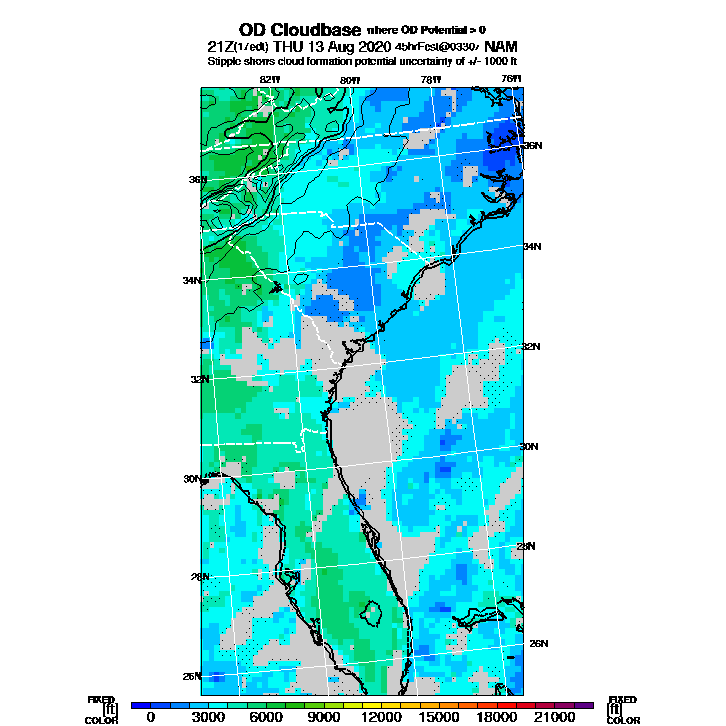 OD Cloudbase where OD Potential > 0
21Z(17edt) THU 13 Aug 2020 45hrFcst@0330z NAM
Stipple shows cloud formation potential uncertainty of +/- 1000 ft
82W 80W 78W 76W
36N
36N
34N
34N
32N
32N
30N
30N
28N
28N
26N
26N
FIXED FIXED
[ft] [ft]
COLOR 0 3000 6000 9000 12000 15000 18000 21000 COLOR